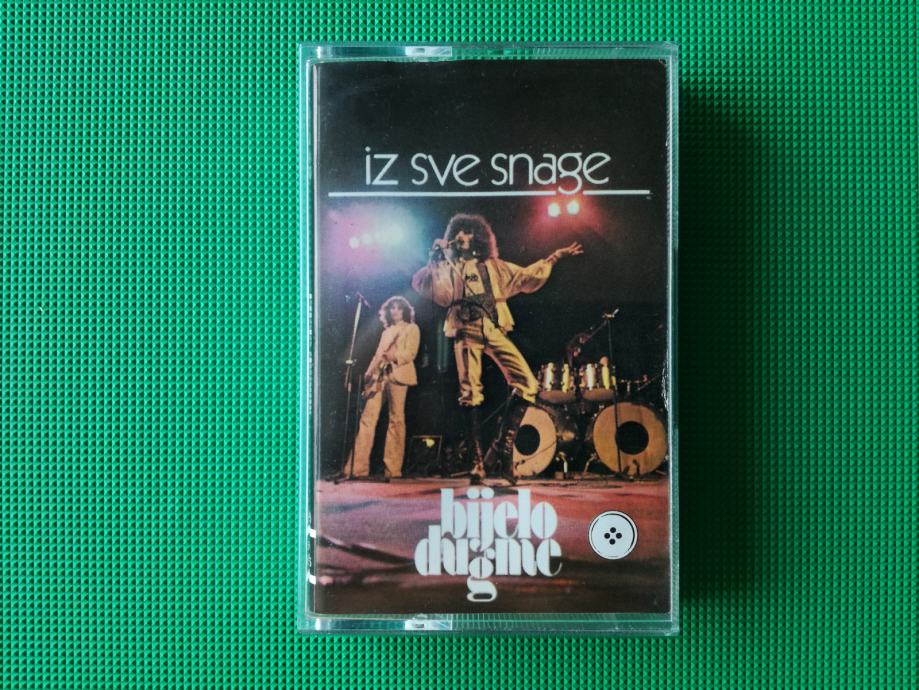 iz sve snage
bijelo
dugme